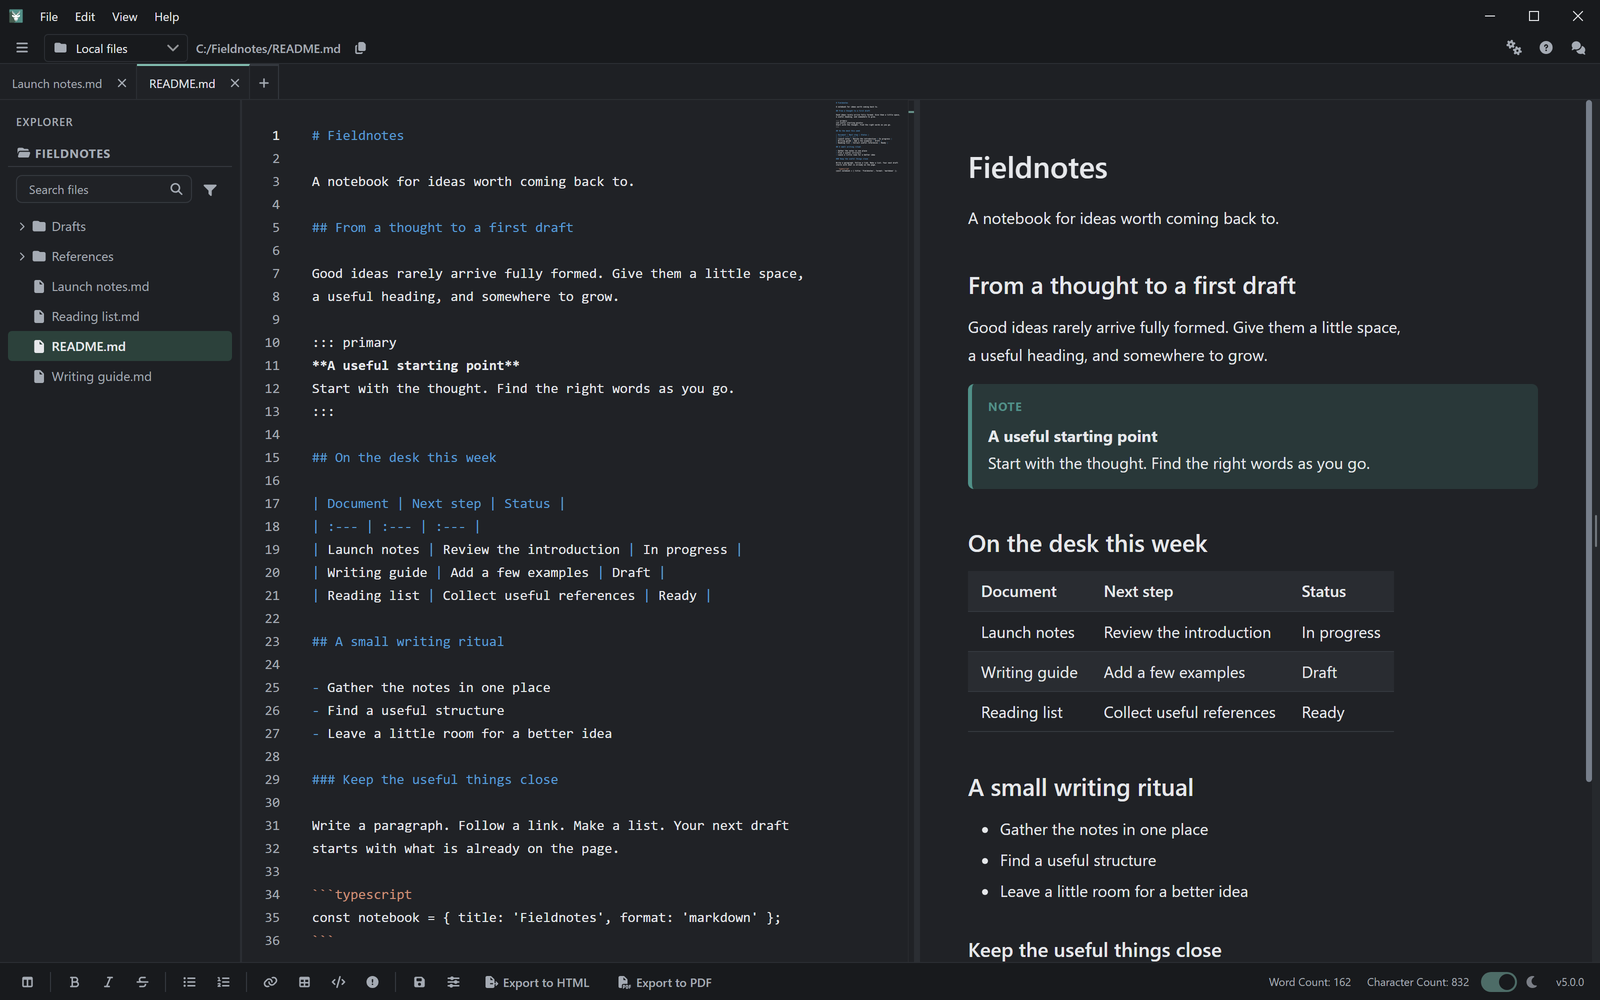 File Edit View Help
Local files C:/Fieldnotes/README.md
Launch notes.md README.md
EXPLORER
FIELDNOTES
Search files
Drafts
References
Launch notes.md
Reading list.md
README.md
Writing guide.md
1 # Fieldnotes
2
3 A notebook for ideas worth coming back to.
4
5 ## From a thought to a first draft
6
7 Good ideas rarely arrive fully formed. Give them a little space,
8 a useful heading, and somewhere to grow.
9
10 ::: primary
11 **A useful starting point**
12 Start with the thought. Find the right words as you go.
13 :::
14
15 ## On the desk this week
16
17 | Document | Next step | Status |
18 | :--- | :--- | :--- |
19 | Launch notes | Review the introduction | In progress |
20 | Writing guide | Add a few examples | Draft |
21 | Reading list | Collect useful references | Ready |
22
23 ## A small writing ritual
24
25 - Gather the notes in one place
26 - Find a useful structure
27 - Leave a little room for a better idea
28
29 ### Keep the useful things close
30
31 Write a paragraph. Follow a link. Make a list. Your next draft
32 starts with what is already on the page.
33
34 ```typescript
35 const notebook = { title: 'Fieldnotes', format: 'markdown' };
36 ```
Fieldnotes
A notebook for ideas worth coming back to.
From a thought to a first draft
Good ideas rarely arrive fully formed. Give them a little space,
a useful heading, and somewhere to grow.
NOTE
A useful starting point
Start with the thought. Find the right words as you go.
On the desk this week
Document Next step Status
Launch notes Review the introduction In progress
Writing guide Add a few examples Draft
Reading list Collect useful references Ready
A small writing ritual
• Gather the notes in one place
• Find a useful structure
• Leave a little room for a better idea
Keep the useful things close
Export to HTML Export to PDF Word Count: 162 Character Count: 832 v5.0.0